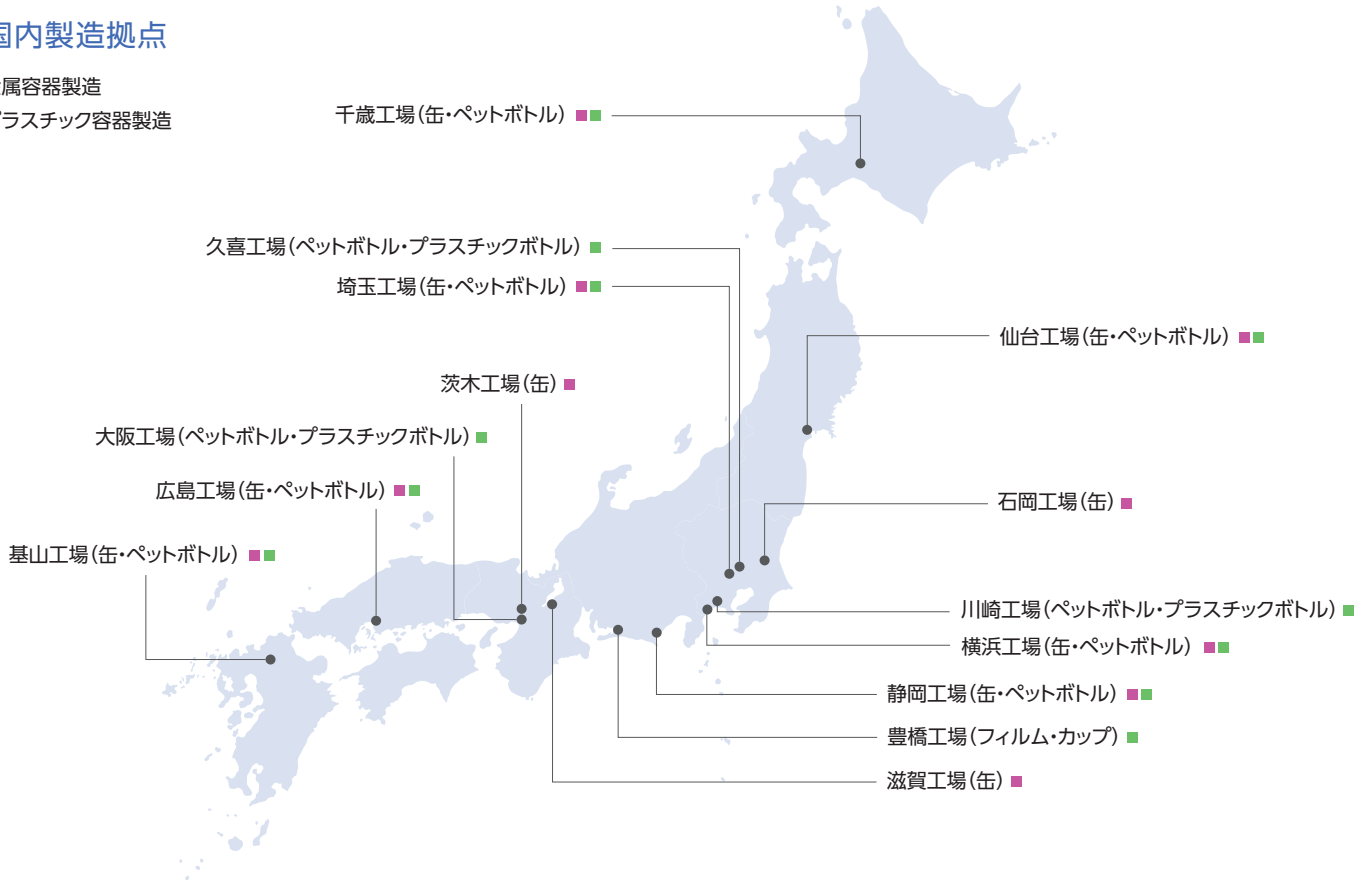 国内製造拠点
属容器製造
プラスチック容器製造
千歳工場(缶・ペットボトル)
久喜工場(ペットボトル・プラスチックボトル)
埼玉工場(缶・ペットボトル)
仙台工場(缶・ペットボトル)
茨木工場(缶)
大阪工場(ペットボトル・プラスチックボトル)
広島工場(缶・ペットボトル)
石岡工場(缶)
基山工場(缶・ペットボトル)
川崎工場(ペットボトル・プラスチックボトル)
横浜工場(缶・ペットボトル)
静岡工場(缶・ペットボトル)
豊橋工場(フィルム・カップ)
滋賀工場(缶)